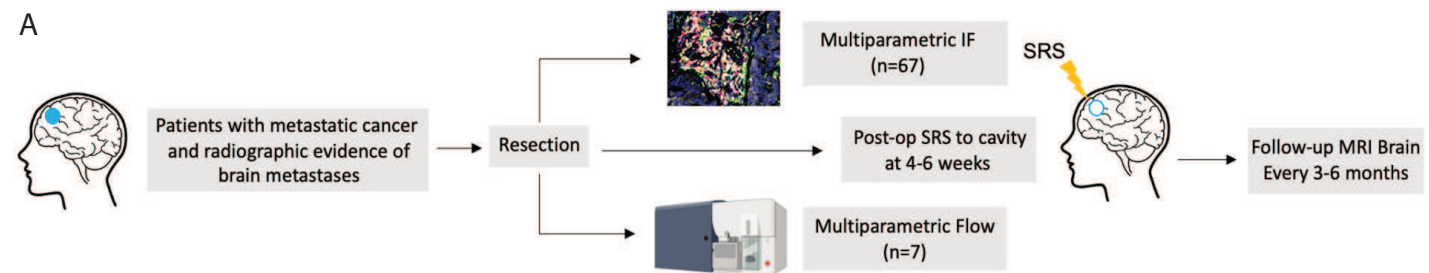 A
Patients with metastatic cancer
and radiographic evidence of
brain metastases
Resection
Multiparametric IF
(n=67)
Post-op SRS to cavity
at 4-6 weeks
Multiparametric Flow
(n=7)
SRS
Follow-up MRI Brain
Every 3-6 months